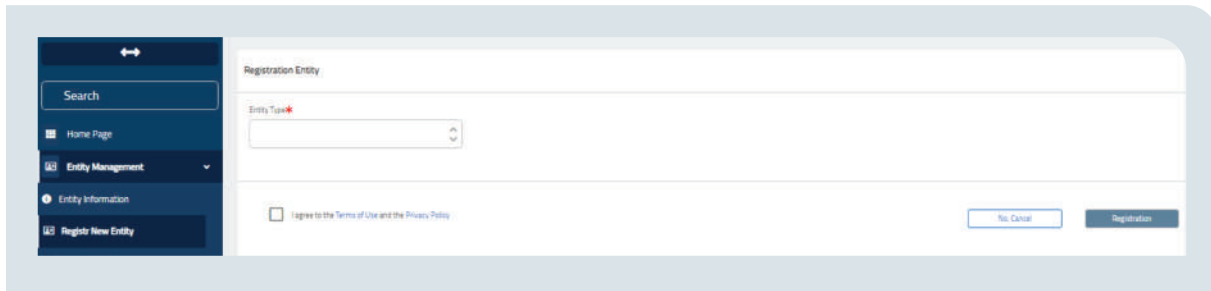 Search
Home Page
Entity Management
Entity Information
Registr New Entity
Registration Entity
Entity Type*
I agree to the Terms of Use and the Privacy Policy
No, Cancel
Registration